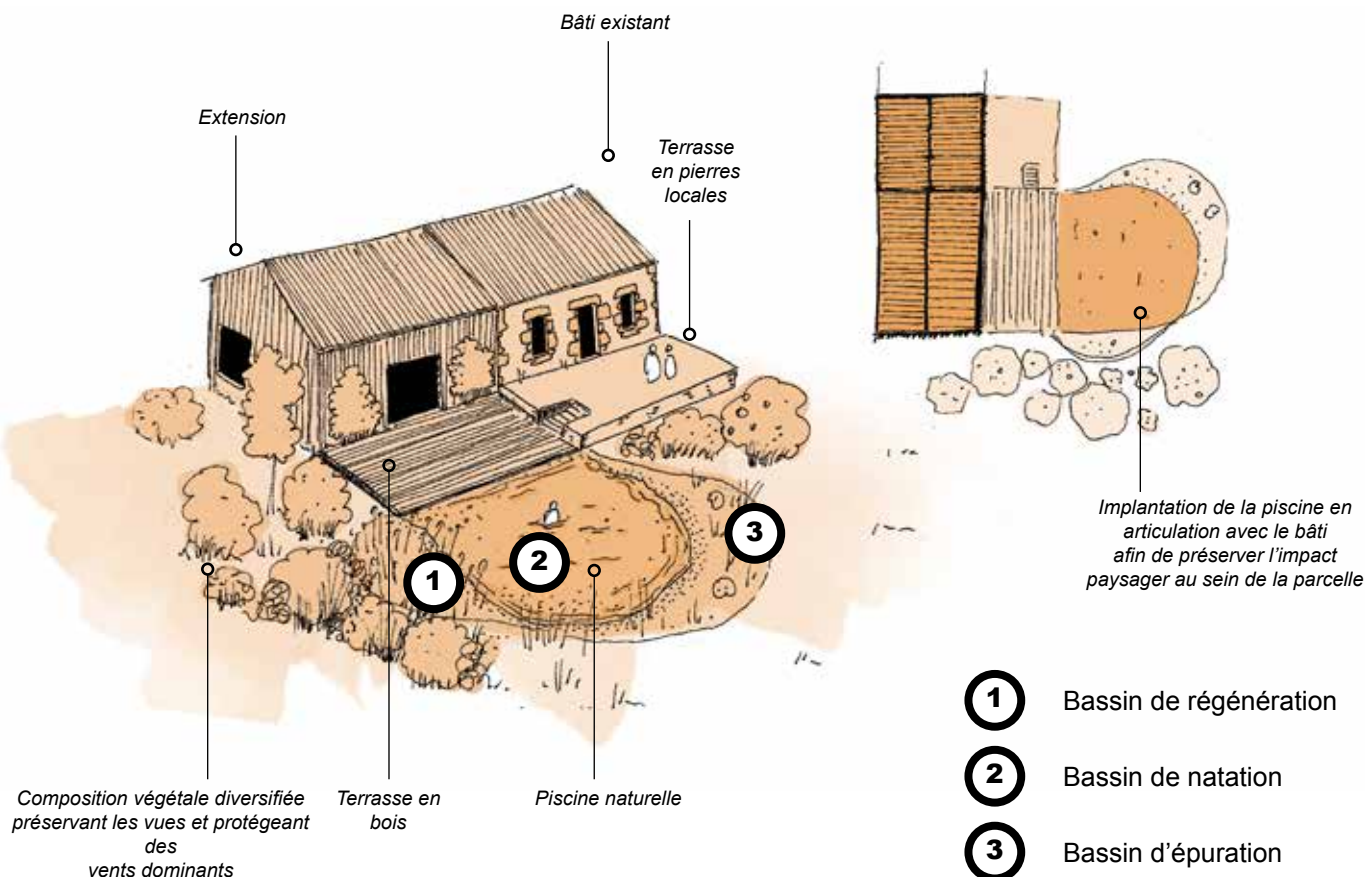 Bâti existant
Extension
Terrasse
en pierres
locales
Implantation de la piscine en
articulation avec le bâti
afin de préserver l'impact
paysager au sein de la parcelle
1
2
3
Composition végétale diversifiée
préservant les vues et protégeant
des
vents dominants
Terrasse en
bois
Piscine naturelle
1 Bassin de régénération
2 Bassin de natation
3 Bassin d'épuration